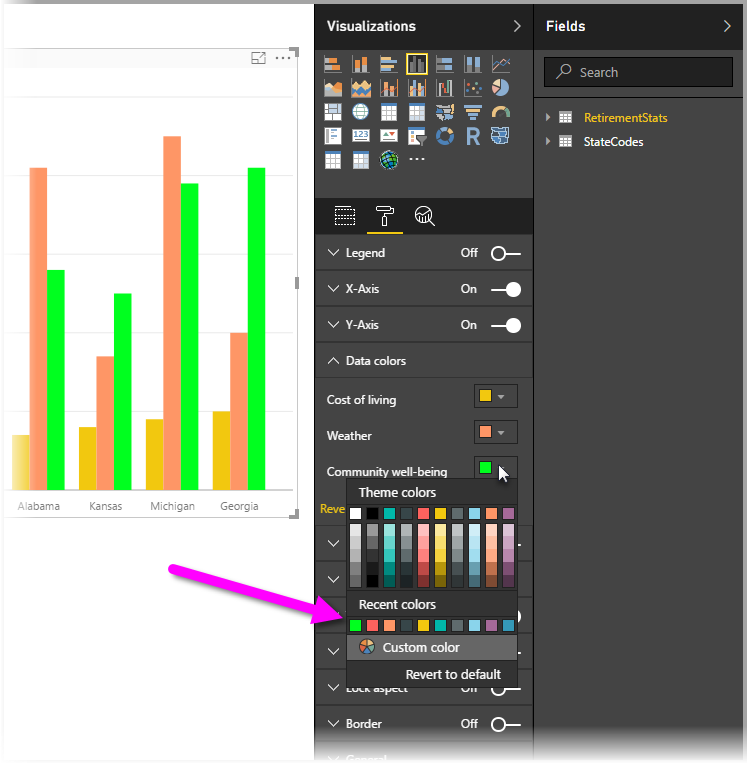 Visualizations
Fields
Search
123
R
RetirementStats
StateCodes
Legend Off
X-Axis On
Y-Axis On
Data colors
Cost of living
Weather
Community well-being
Alabama Kansas Michigan Georgia
Theme colors
Recent colors
Custom color
Revert to default
Lock aspect Off
Border Off
General